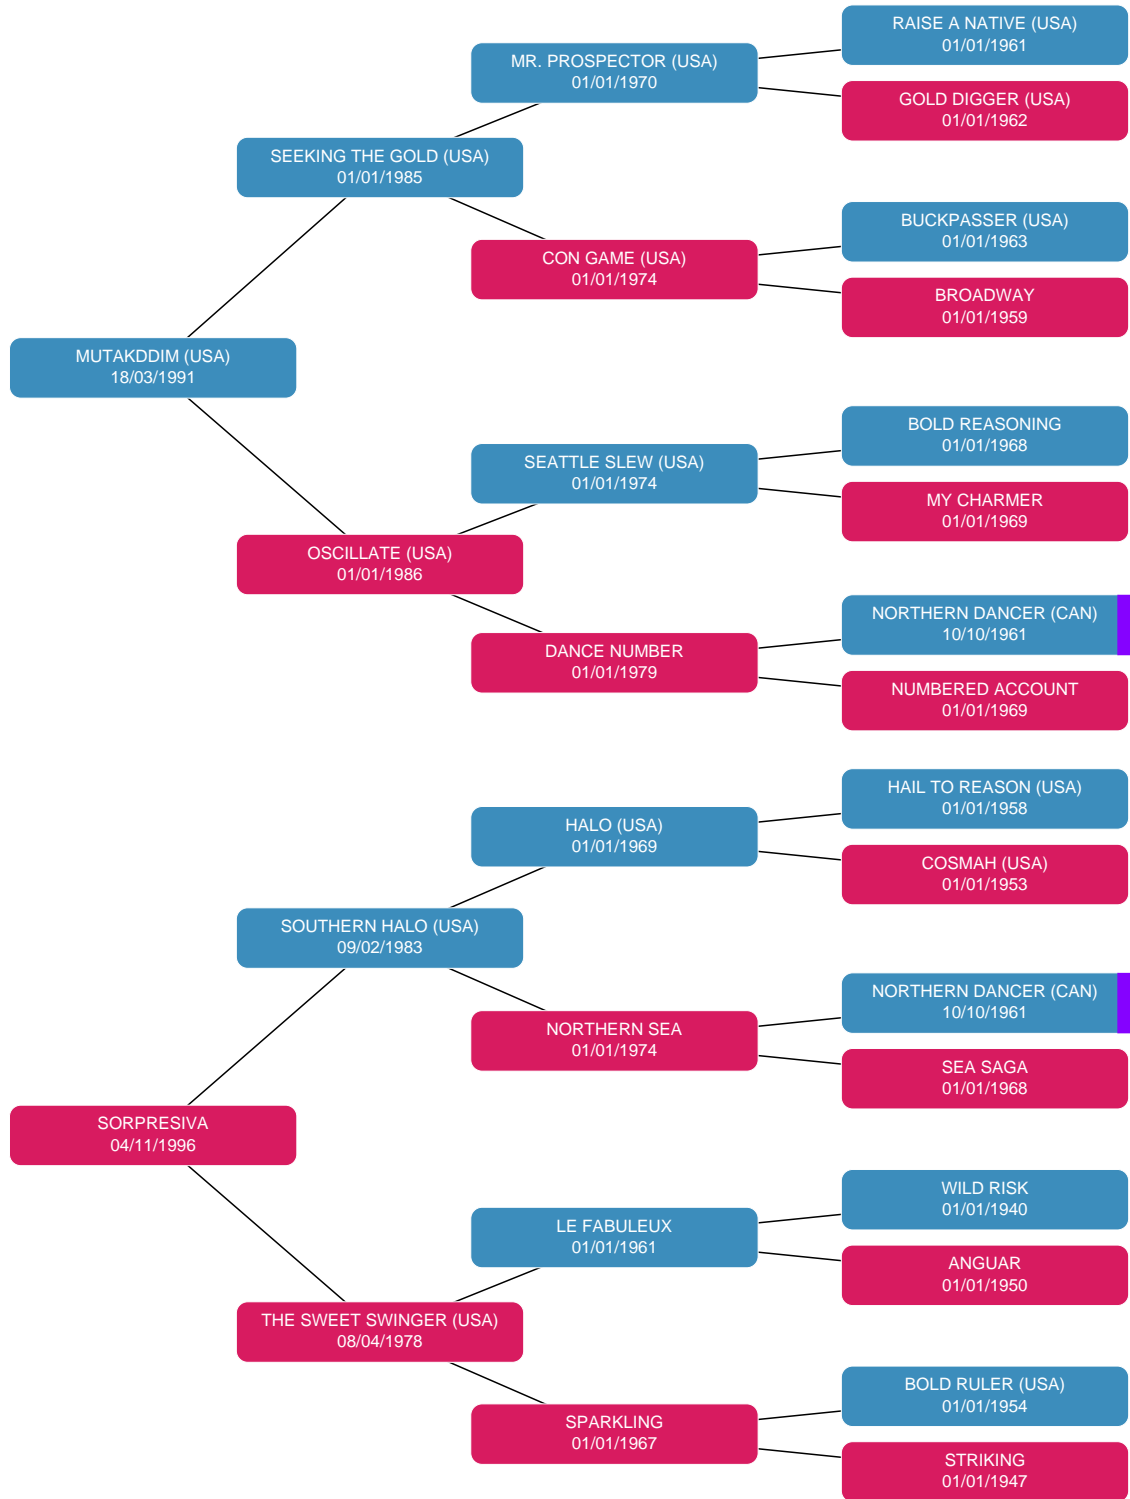 RAISE A NATIVE (USA)
01/01/1961
MR. PROSPECTOR (USA)
01/01/1970
GOLD DIGGER (USA)
01/01/1962
SEEKING THE GOLD (USA)
01/01/1985
BUCKPASSER (USA)
01/01/1963
CON GAME (USA)
01/01/1974
BROADWAY
01/01/1959
MUTAKDDIM (USA)
18/03/1991
BOLD REASONING
01/01/1968
SEATTLE SLEW (USA)
01/01/1974
MY CHARMER
01/01/1969
OSCILLATE (USA)
01/01/1986
NORTHERN DANCER (CAN)
10/10/1961
DANCE NUMBER
01/01/1979
NUMBERED ACCOUNT
01/01/1969
HAIL TO REASON (USA)
01/01/1958
HALO (USA)
01/01/1969
COSMAH (USA)
01/01/1953
SOUTHERN HALO (USA)
09/02/1983
NORTHERN DANCER (CAN)
10/10/1961
NORTHERN SEA
01/01/1974
SEA SAGA
01/01/1968
SORPRESIVA
04/11/1996
WILD RISK
01/01/1940
LE FABULEUX
01/01/1961
ANGUAR
01/01/1950
THE SWEET SWINGER (USA)
08/04/1978
BOLD RULER (USA)
01/01/1954
SPARKLING
01/01/1967
STRIKING
01/01/1947